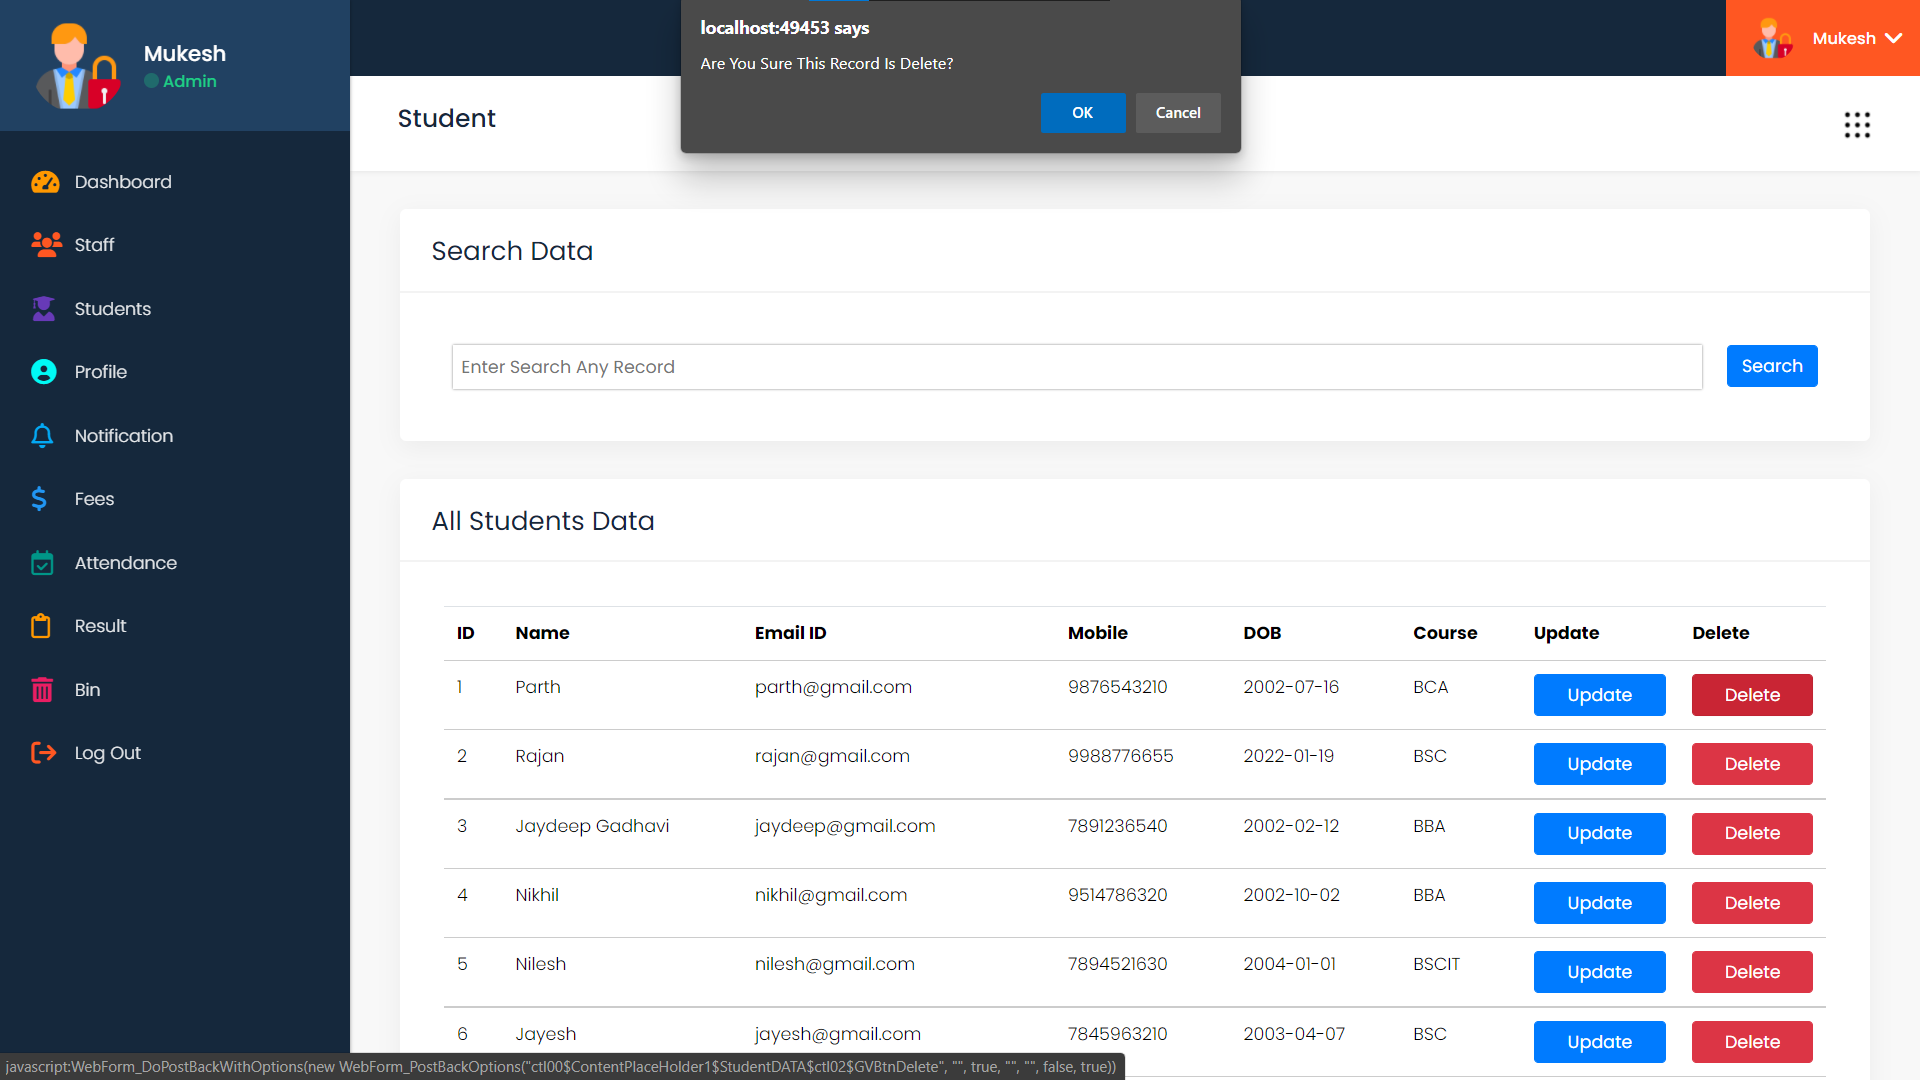 Mukesh
Admin
Dashboard
Staff
Students
Profile
Notification
Fees
Attendance
Result
Bin
Log Out
localhost:49453 says
Are You Sure This Record Is Delete?
OK Cancel
Mukesh
Student
Search Data
Enter Search Any Record Search
All Students Data
ID Name Email ID Mobile DOB Course Update Delete
1 Parth parth@gmail.com 9876543210 2002-07-16 BCA Update Delete
2 Rajan rajan@gmail.com 9988776655 2022-01-19 BSC Update Delete
3 Jaydeep Gadhavi jaydeep@gmail.com 7891236540 2002-02-12 BBA Update Delete
4 Nikhil nikhil@gmail.com 9514786320 2002-10-02 BBA Update Delete
5 Nilesh nilesh@gmail.com 7894521630 2004-01-01 BSCIT Update Delete
6 Jayesh jayesh@gmail.com 7845963210 2003-04-07 BSC Update Delete
javascript:WebForm_DoPostBackWithOptions(new WebForm_PostBackOptions("ctl00$ContentPlaceHolder1$StudentDATA$ctl02$GVBtnDelete", "", true, "", "", false, true))